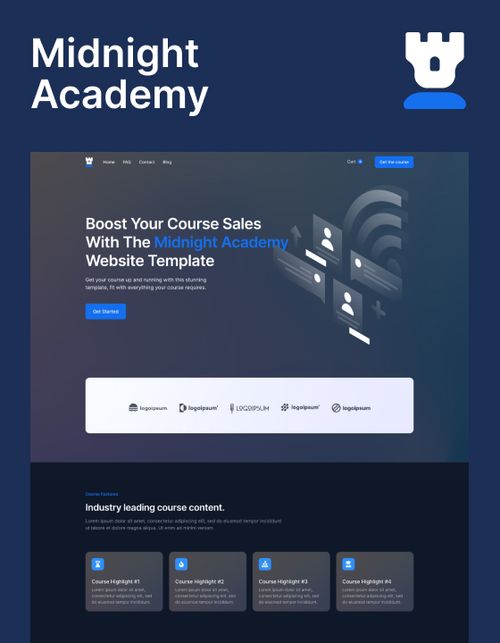 Midnight
Academy
Home FAQ Contact Blog Cart Get the course
Boost Your Course Sales
With The Midnight Academy
Website Template
Get your course up and running with this stunning
template, fit with everything your course requires.
Get Started
logoipsum. logoipsum' LOGOIPSUM logoipsum' logoipsum
Course Features
Industry leading course content.
Lorem ipsum dolor sit amet, consectetur adipiscing elit, sed do eiusmod tempor incididunt
ut labore et dolore magna aliqua. Ut enim ad minim veniam.
Course Highlight #1 Course Highlight #2 Course Highlight #3 Course Highlight #4
Lorem ipsum dolor sit amet, consectetur adipiscing elit, sed do eiusmod tempor incididunt.
Lorem ipsum dolor sit amet, consectetur adipiscing elit, sed do eiusmod tempor incididunt.
Lorem ipsum dolor sit amet, consectetur adipiscing elit, sed do eiusmod tempor incididunt.
Lorem ipsum dolor sit amet, consectetur adipiscing elit, sed do eiusmod tempor incididunt.